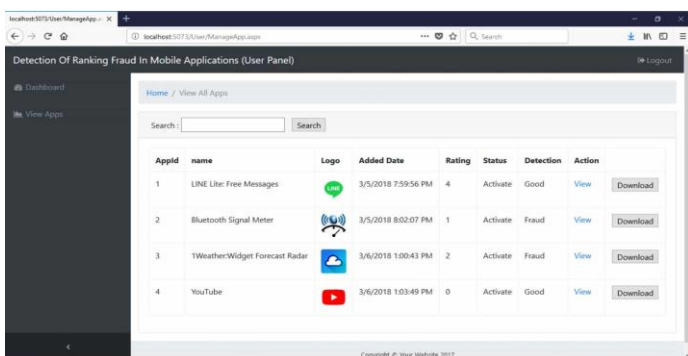 localhost:5073/User/ManageApp.a
localhost:5073/User/ManageApp.aspx
Search
Detection Of Ranking Fraud In Mobile Applications (User Panel)
Logout
Dashboard
View Apps
Home / View All Apps
Search :
Search
AppId name Logo Added Date Rating Status Detection Action
1 LINE Lite: Free Messages LINE 3/5/2018 7:59:56 PM 4 Activate Good View Download
2 Bluetooth Signal Meter 3/5/2018 8:02:07 PM 1 Activate Fraud View Download
3 1Weather:Widget Forecast Radar 3/6/2018 1:00:43 PM 2 Activate Fraud View Download
4 YouTube 3/6/2018 1:03:49 PM 0 Activate Good View Download
Copyright © Your Website 2017